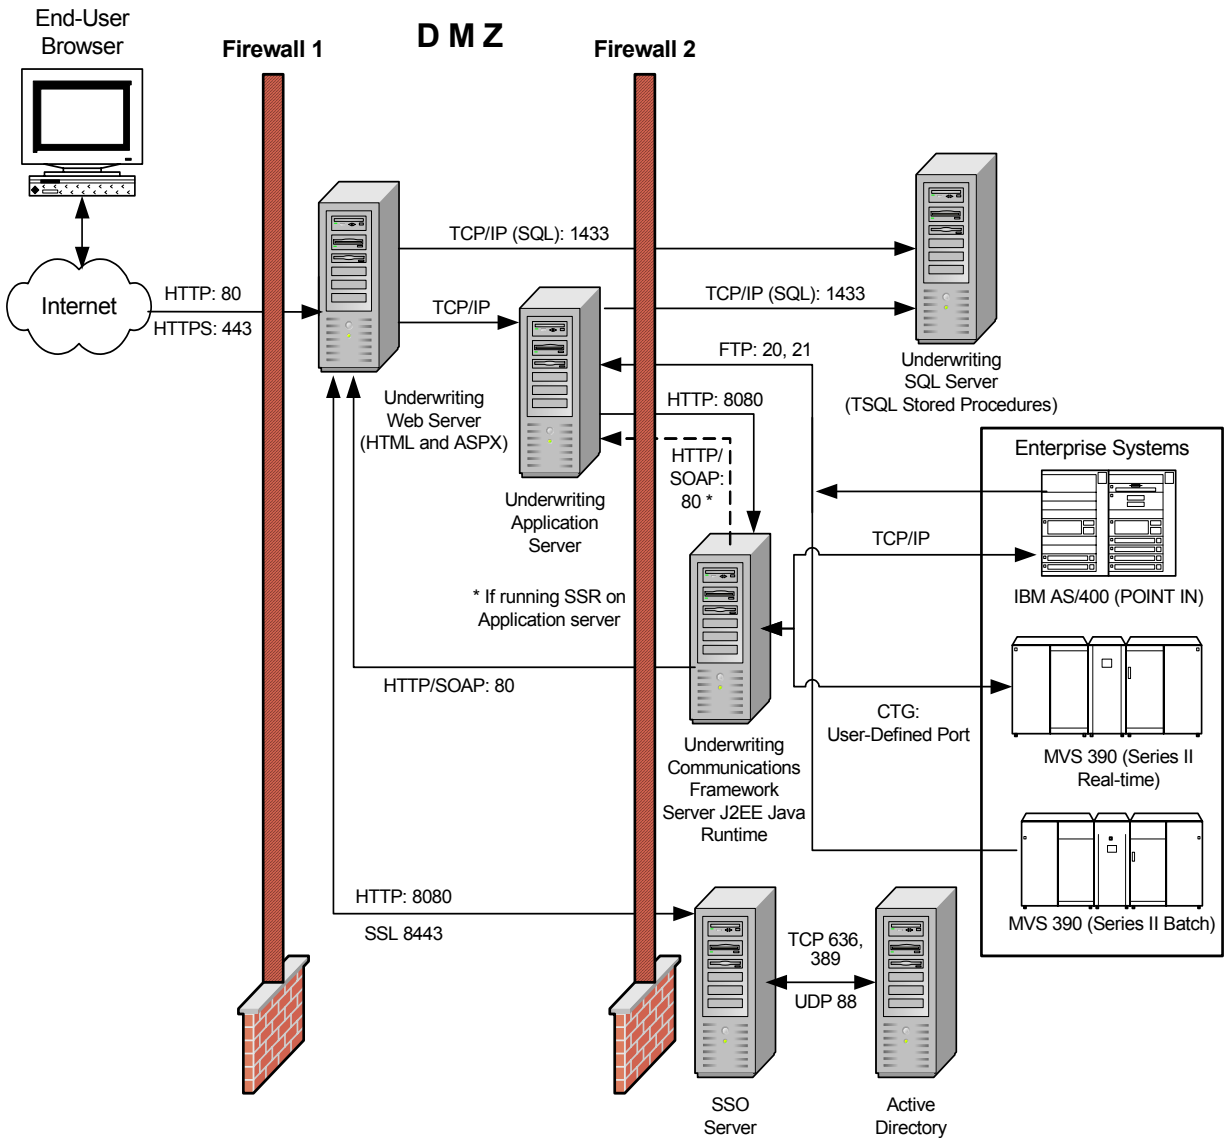 End-User
Browser
Firewall 1
D M Z
Firewall 2
Internet
HTTP: 80
HTTPS: 443
TCP/IP (SQL): 1433
TCP/IP
TCP/IP (SQL): 1433
FTP: 20, 21
HTTP: 8080
HTTP/
SOAP:
80 *
Underwriting
Web Server
(HTML and ASPX)
Underwriting
Application
Server
Underwriting
SQL Server
(TSQL Stored Procedures)
Enterprise Systems
TCP/IP
IBM AS/400 (POINT IN)
* If running SSR on
Application server
HTTP/SOAP: 80
CTG:
User-Defined Port
Underwriting
Communications
Framework
Server J2EE Java
Runtime
MVS 390 (Series II
Real-time)
MVS 390 (Series II Batch)
HTTP: 8080
SSL 8443
TCP 636,
389
UDP 88
SSO
Server
Active
Directory